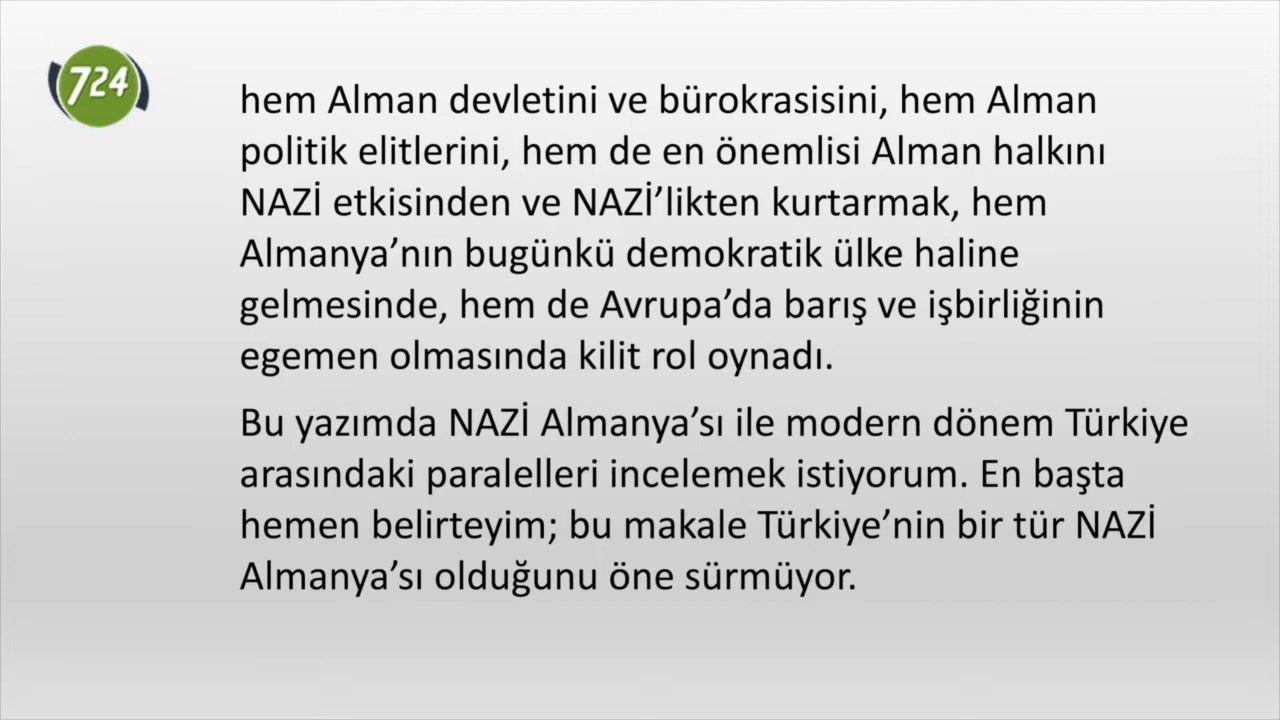 724
hem Alman devletini ve bürokrasisini, hem Alman
politik elitlerini, hem de en önemlisi Alman halkını
NAZİ etkisinden ve NAZİ’likten kurtarmak, hem
Almanya’nın bugünkü demokratik ülke haline
gelmesinde, hem de Avrupa’da barış ve işbirliğinin
egemen olmasında kilit rol oynadı.
Bu yazımda NAZİ Almanya’sı ile modern dönem Türkiye
arasındaki paralelleri incelemek istiyorum. En başta
hemen belirteyim; bu makale Türkiye’nin bir tür NAZİ
Almanya’sı olduğunu öne sürmüyor.